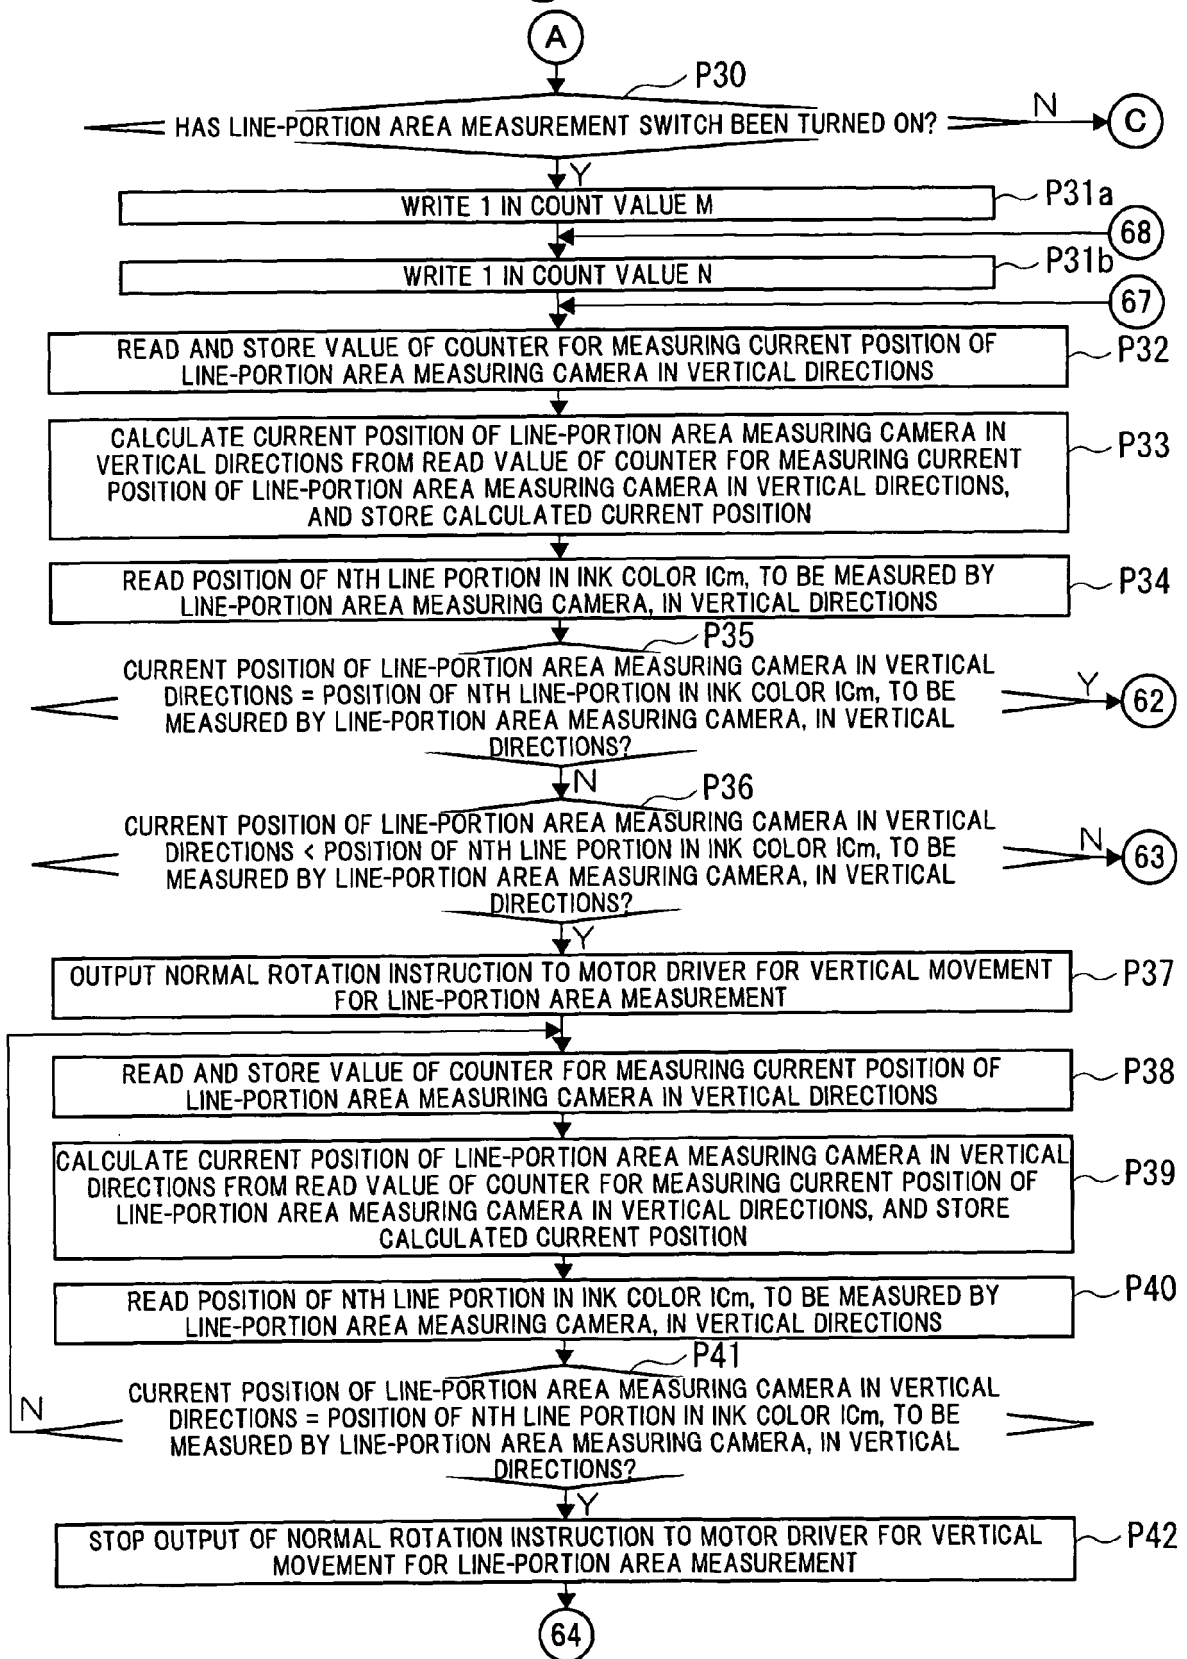 A
P30
HAS LINE-PORTION AREA MEASUREMENT SWITCH BEEN TURNED ON?
N
C
Y
P31a
WRITE 1 IN COUNT VALUE M
68
P31b
WRITE 1 IN COUNT VALUE N
67
READ AND STORE VALUE OF COUNTER FOR MEASURING CURRENT POSITION OF
LINE-PORTION AREA MEASURING CAMERA IN VERTICAL DIRECTIONS
P32
CALCULATE CURRENT POSITION OF LINE-PORTION AREA MEASURING CAMERA IN
VERTICAL DIRECTIONS FROM READ VALUE OF COUNTER FOR MEASURING CURRENT
POSITION OF LINE-PORTION AREA MEASURING CAMERA IN VERTICAL DIRECTIONS,
AND STORE CALCULATED CURRENT POSITION
P33
READ POSITION OF NTH LINE PORTION IN INK COLOR ICm, TO BE MEASURED BY
LINE-PORTION AREA MEASURING CAMERA, IN VERTICAL DIRECTIONS
P34
P35
CURRENT POSITION OF LINE-PORTION AREA MEASURING CAMERA IN VERTICAL
DIRECTIONS = POSITION OF NTH LINE-PORTION IN INK COLOR ICm, TO BE
MEASURED BY LINE-PORTION AREA MEASURING CAMERA, IN VERTICAL
DIRECTIONS?
Y
62
N
P36
CURRENT POSITION OF LINE-PORTION AREA MEASURING CAMERA IN VERTICAL
DIRECTIONS < POSITION OF NTH LINE PORTION IN INK COLOR ICm, TO BE
MEASURED BY LINE-PORTION AREA MEASURING CAMERA, IN VERTICAL
DIRECTIONS?
N
63
Y
OUTPUT NORMAL ROTATION INSTRUCTION TO MOTOR DRIVER FOR VERTICAL MOVEMENT
FOR LINE-PORTION AREA MEASUREMENT
P37
READ AND STORE VALUE OF COUNTER FOR MEASURING CURRENT POSITION OF
LINE-PORTION AREA MEASURING CAMERA IN VERTICAL DIRECTIONS
P38
CALCULATE CURRENT POSITION OF LINE-PORTION AREA MEASURING CAMERA IN VERTICAL
DIRECTIONS FROM READ VALUE OF COUNTER FOR MEASURING CURRENT POSITION OF
LINE-PORTION AREA MEASURING CAMERA IN VERTICAL DIRECTIONS, AND STORE
CALCULATED CURRENT POSITION
P39
READ POSITION OF NTH LINE PORTION IN INK COLOR ICm, TO BE MEASURED BY
LINE-PORTION AREA MEASURING CAMERA, IN VERTICAL DIRECTIONS
P40
P41
CURRENT POSITION OF LINE-PORTION AREA MEASURING CAMERA IN VERTICAL
DIRECTIONS = POSITION OF NTH LINE PORTION IN INK COLOR ICm, TO BE
MEASURED BY LINE-PORTION AREA MEASURING CAMERA, IN VERTICAL
DIRECTIONS?
N
Y
STOP OUTPUT OF NORMAL ROTATION INSTRUCTION TO MOTOR DRIVER FOR VERTICAL
MOVEMENT FOR LINE-PORTION AREA MEASUREMENT
P42
64